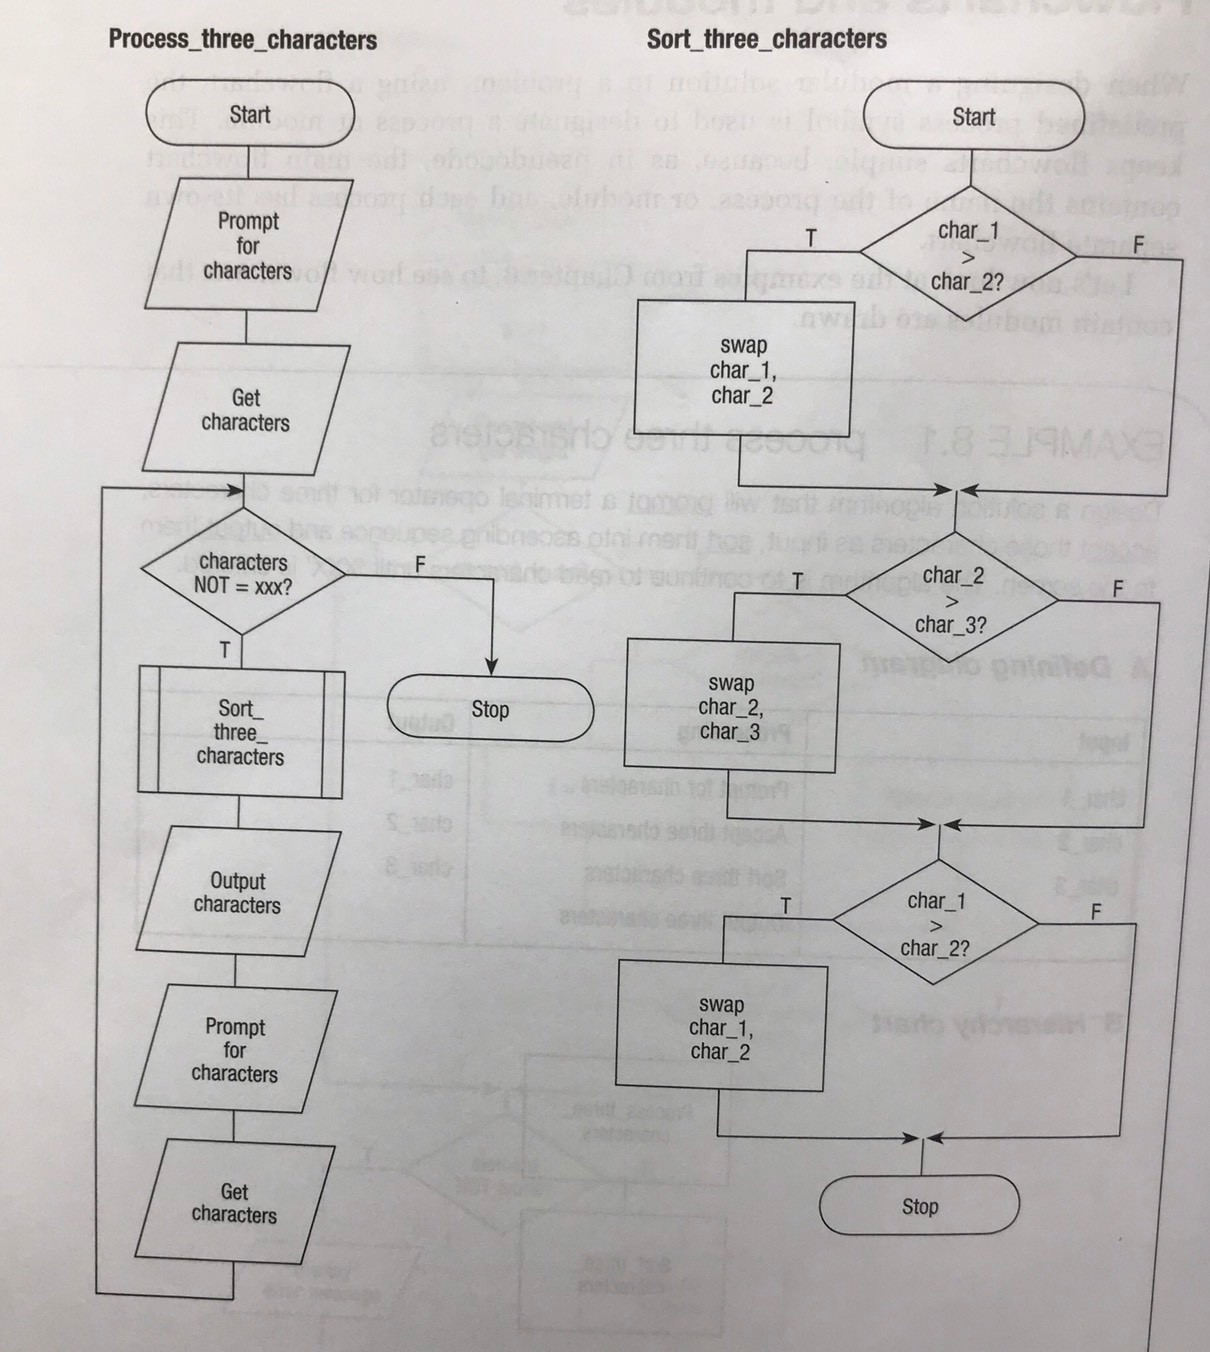 Process_three_characters
Start
Prompt
for
characters
Get
characters
characters
NOT = xxx?
F
T
Stop
Sort_
three_
characters
Output
characters
Prompt
for
characters
Get
characters
Sort_three_characters
Start
char_1
>
char_2?
T
F
swap
char_1,
char_2
char_2
>
char_3?
T
F
swap
char_2,
char_3
char_1
>
char_2?
T
F
swap
char_1,
char_2
Stop